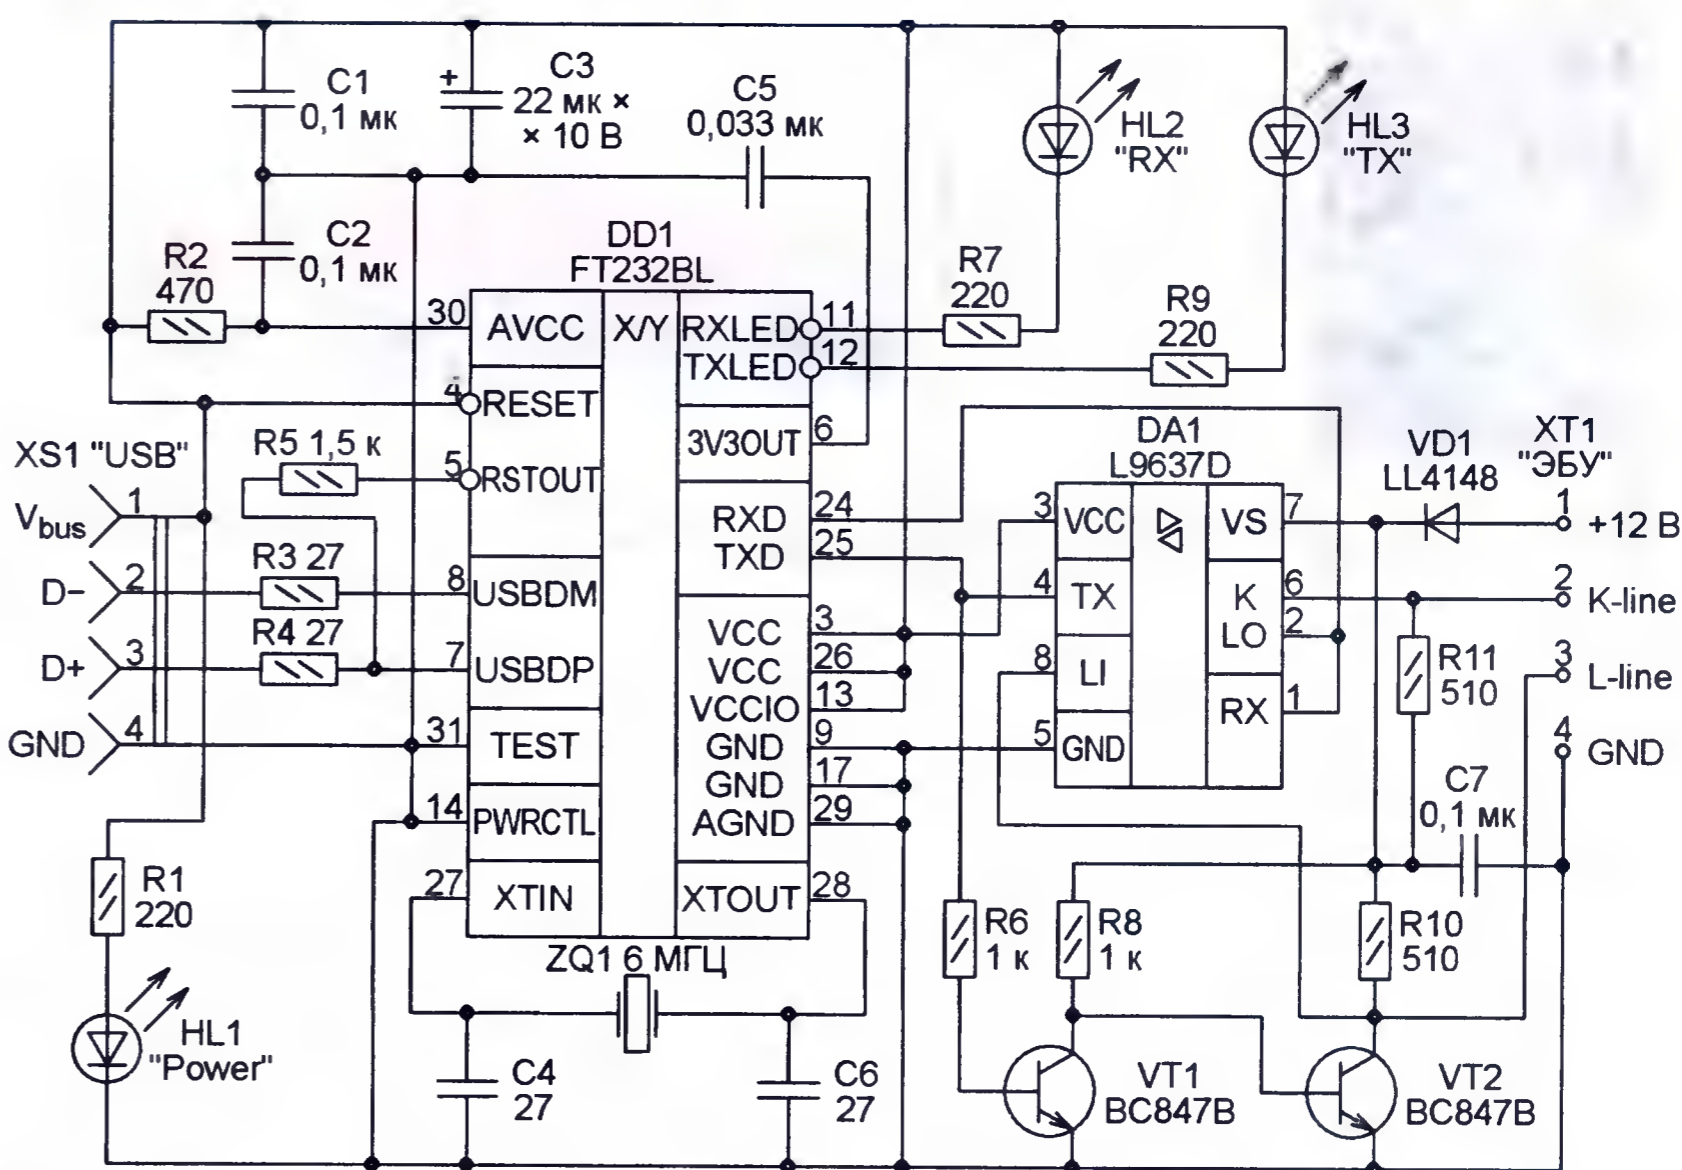 C1
0,1 мк
+
C3
22 мк ×
× 10 В
C5
0,033 мк
HL2
"RX"
HL3
"TX"
R2
470
C2
0,1 мк
DD1
FT232BL
R7
220
R9
220
30
AVCC
X/Y
RXLED
11
TXLED
12
4
RESET
3V3OUT
6
XS1 "USB"
R5 1,5 к
5
RSTOUT
DA1
L9637D
VD1
LL4148
XT1
"ЭБУ"
Vbus
1
RXD
24
TXD
25
3
VCC
VS
7
1
+12 В
D−
2
R3 27
8
USBDM
4
TX
K
6
2
K-line
D+
3
R4 27
7
USBDP
VCC
3
VCC
26
VCCIO
13
LO
2
8
LI
RX
1
R11
510
3
L-line
GND
4
31
TEST
GND
9
GND
17
AGND
29
5
GND
4
GND
14
PWRCTL
C7
0,1 мк
R1
220
27
XTIN
XTOUT
28
ZQ1 6 МГЦ
R6
1 к
R8
1 к
R10
510
HL1
"Power"
C4
27
C6
27
VT1
BC847B
VT2
BC847B